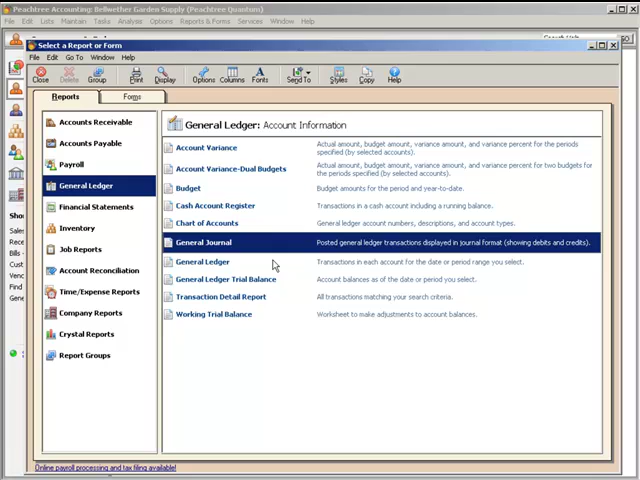 Peachtree Accounting: Bellwether Garden Supply (Peachtree Quantum)
File Edit Lists Maintain Tasks Analysis Options Reports & Forms Services Window Help
Select a Report or Form
File Edit Go To Window Help
Close Delete Group Print Display Options Columns Fonts Send To Styles Copy Help
Reports Forms
Accounts Receivable
Accounts Payable
Payroll
General Ledger
Financial Statements
Inventory
Job Reports
Account Reconciliation
Time/Expense Reports
Company Reports
Crystal Reports
Report Groups
General Ledger: Account Information
Account Variance Actual amount, budget amount, variance amount, and variance percent for the periods
specified (by selected accounts).
Account Variance-Dual Budgets Actual amount, budget amount, variance amount, and variance percent for two budgets for
the periods specified (by selected accounts).
Budget Budget amounts for the period and year-to-date.
Cash Account Register Transactions in a cash account including a running balance.
Chart of Accounts General ledger account numbers, descriptions, and account types.
General Journal Posted general ledger transactions displayed in journal format (showing debits and credits).
General Ledger Transactions in each account for the date or period range you select.
General Ledger Trial Balance Account balances as of the date or period you select.
Transaction Detail Report All transactions matching your search criteria.
Working Trial Balance Worksheet to make adjustments to account balances.
Online payroll processing and tax filing available!